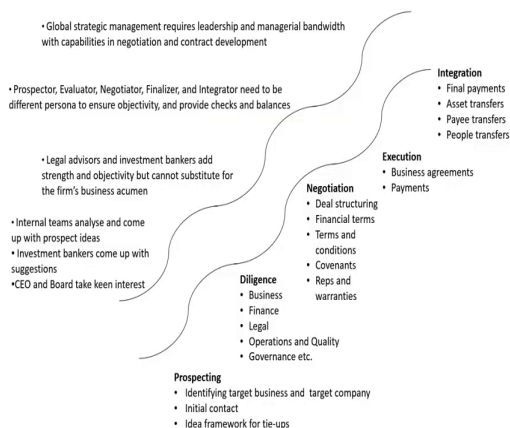 • Global strategic management requires leadership and managerial bandwidth
with capabilities in negotiation and contract development
• Prospector, Evaluator, Negotiator, Finalizer, and Integrator need to be
different persona to ensure objectivity, and provide checks and balances
• Legal advisors and investment bankers add
strength and objectivity but cannot substitute for
the firm's business acumen
• Internal teams analyse and come
up with prospect ideas
• Investment bankers come up with
suggestions
•CEO and Board take keen interest
Integration
• Final payments
• Asset transfers
• Payee transfers
• People transfers
Execution
• Business agreements
• Payments
Negotiation
• Deal structuring
• Financial terms
• Terms and
conditions
• Covenants
• Reps and
warranties
Diligence
• Business
• Finance
• Legal
• Operations and Quality
• Governance etc.
Prospecting
• Identifying target business and target company
• Initial contact
• Idea framework for tie-ups